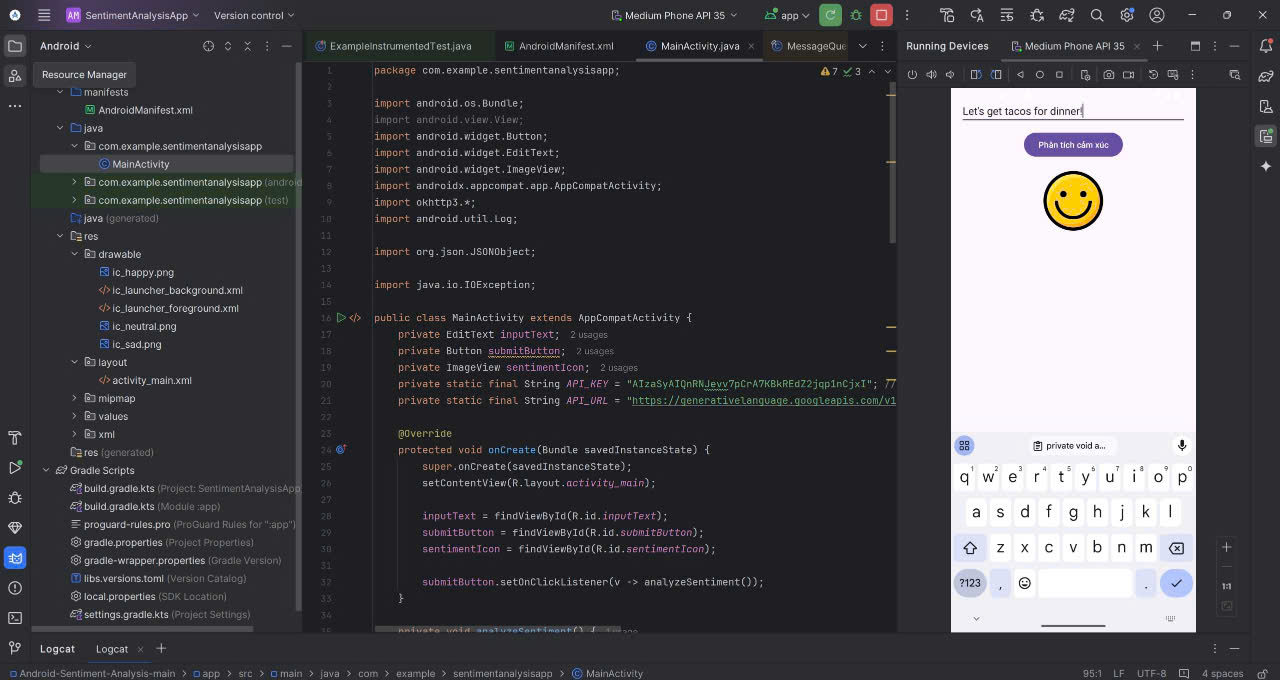 AM SentimentAnalysisApp Version control Medium Phone API 35 app
Android
ExampleInstrumentedTest.java AndroidManifest.xml MainActivity.java MessageQue
Running Devices Medium Phone API 35
Resource Manager
manifests
AndroidManifest.xml
java
com.example.sentimentanalysisapp
MainActivity
com.example.sentimentanalysisapp (android
com.example.sentimentanalysisapp (test)
java (generated)
res
drawable
ic_happy.png
ic_launcher_background.xml
ic_launcher_foreground.xml
ic_neutral.png
ic_sad.png
layout
activity_main.xml
mipmap
values
xml
res (generated)
Gradle Scripts
build.gradle.kts (Project: SentimentAnalysisApp
build.gradle.kts (Module :app)
proguard-rules.pro (ProGuard Rules for ":app")
gradle.properties (Project Properties)
gradle-wrapper.properties (Gradle Version)
libs.versions.toml (Version Catalog)
local.properties (SDK Location)
settings.gradle.kts (Project Settings)
7 3
1 package com.example.sentimentanalysisapp;
2
3 import android.os.Bundle;
4 import android.view.View;
5 import android.widget.Button;
6 import android.widget.EditText;
7 import android.widget.ImageView;
8 import androidx.appcompat.app.AppCompatActivity;
9 import okhttp3.*;
10 import android.util.Log;
11
12 import org.json.JSONObject;
13
14 import java.io.IOException;
15
16 public class MainActivity extends AppCompatActivity {
17 private EditText inputText; 2 usages
18 private Button submitButton; 2 usages
19 private ImageView sentimentIcon; 2 usages
20 private static final String API_KEY = "AIzaSyAIQnRNJevv7pCrA7KBkREdZ2jqp1nCjxI"; //
21 private static final String API_URL = "https://generativelanguage.googleapis.com/v1
22
23 @Override
24 protected void onCreate(Bundle savedInstanceState) {
25 super.onCreate(savedInstanceState);
26 setContentView(R.layout.activity_main);
27
28 inputText = findViewById(R.id.inputText);
29 submitButton = findViewById(R.id.submitButton);
30 sentimentIcon = findViewById(R.id.sentimentIcon);
31
32 submitButton.setOnClickListener(v -> analyzeSentiment());
33 }
34
private void analyzeSentiment() { 1 usage
Let's get tacos for dinner!
Phân tích cảm xúc
private void a...
q1 w2 e3 r4 t5 y6 u7 i8 o9 p0
a s d f g h j k l
z x c v b n m
?123 , .
1:1
Logcat Logcat
Android-Sentiment-Analysis-main > app > src > main > java > com > example > sentimentanalysisapp > MainActivity 95:1 LF UTF-8 4 spaces